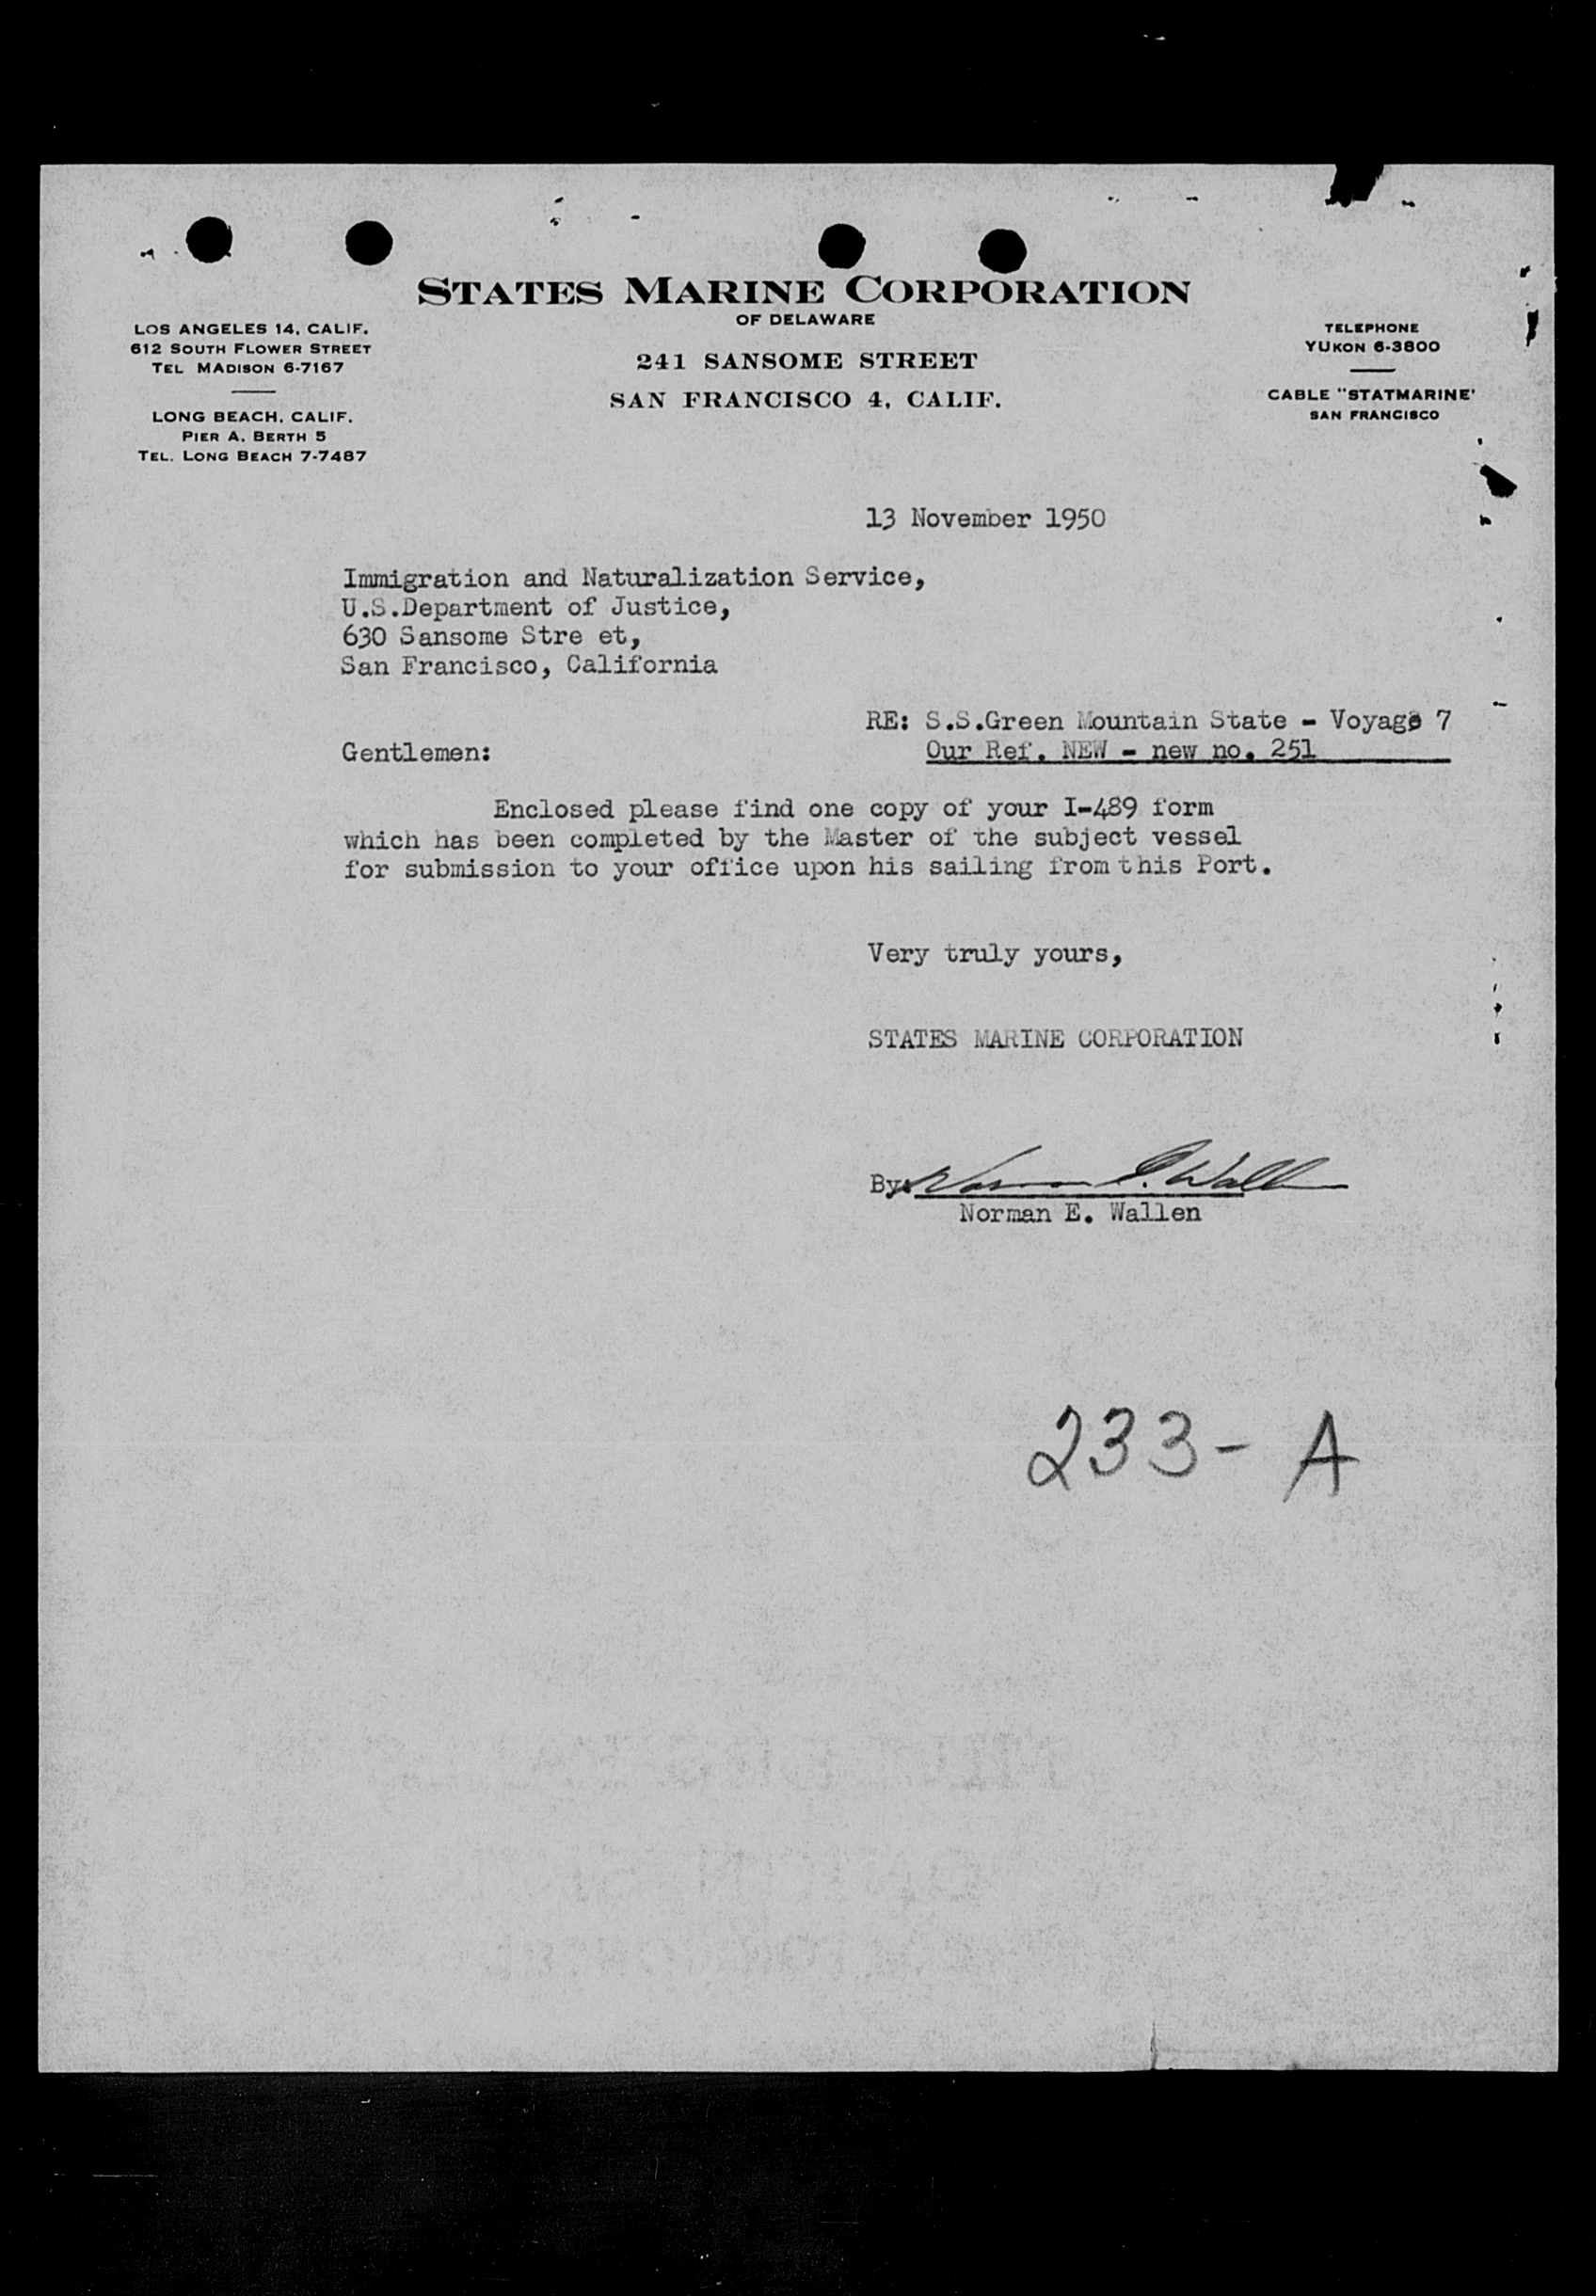 STATES MARINE CORPORATION
OF DELAWARE
241 SANSOME STREET
SAN FRANCISCO 4, CALIF.
LOS ANGELES 14, CALIF.
612 SOUTH FLOWER STREET
TEL MADISON 6-7167
LONG BEACH, CALIF.
PIER A, BERTH 5
TEL. LONG BEACH 7-7487
TELEPHONE
YUKON 6-3800
CABLE "STATMARINE'
SAN FRANCISCO
13 November 1950
Immigration and Naturalization Service,
U.S.Department of Justice,
630 Sansome Stre et,
San Francisco, California
RE: S.S.Green Mountain State - Voyage 7
Our Ref. NEW - new no. 251
Gentlemen:
Enclosed please find one copy of your I-489 form
which has been completed by the Master of the subject vessel
for submission to your office upon his sailing from this Port.
Very truly yours,
STATES MARINE CORPORATION
By: Norman E. Wallen
Norman E. Wallen
233- A